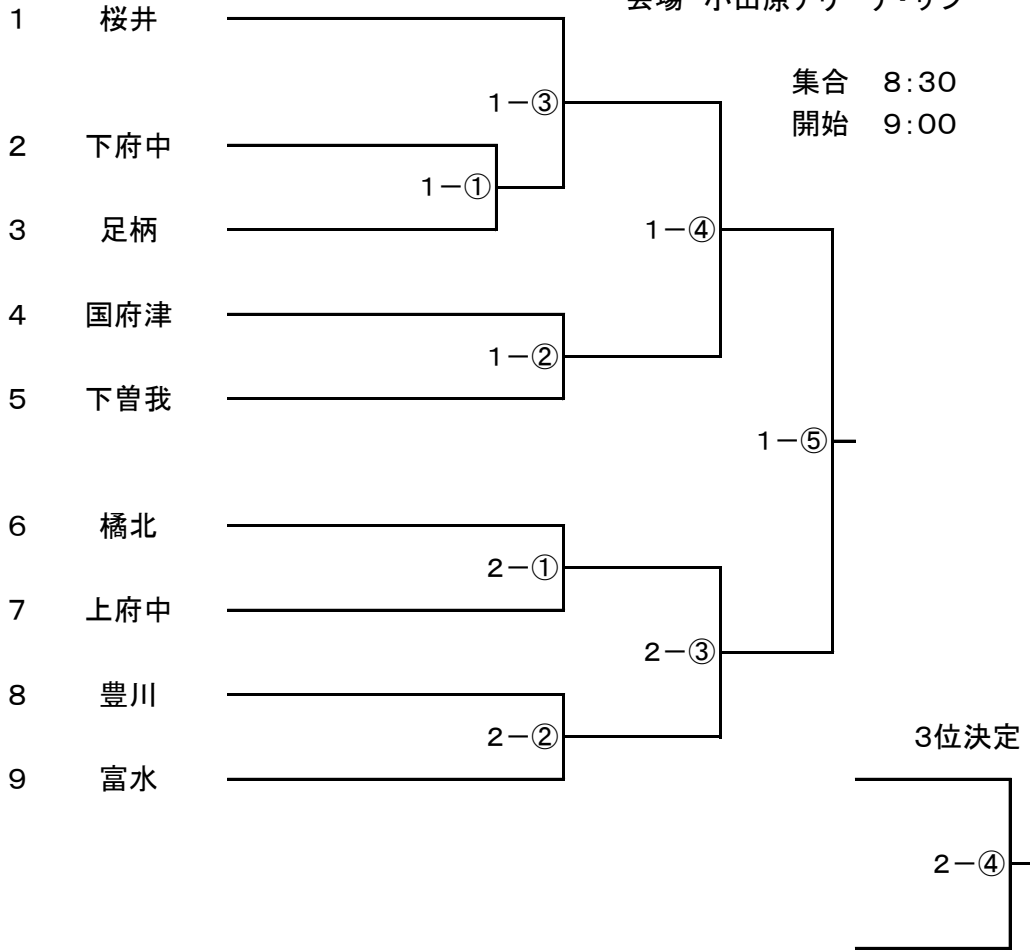 1 桜井
1－③
集合 8:30
開始 9:00
2 下府中
1－①
3 足柄
1－④
4 国府津
1－②
5 下曽我
1－⑤
6 橘北
2－①
7 上府中
2－③
8 豊川
2－②
3位決定
9 富水
2－④